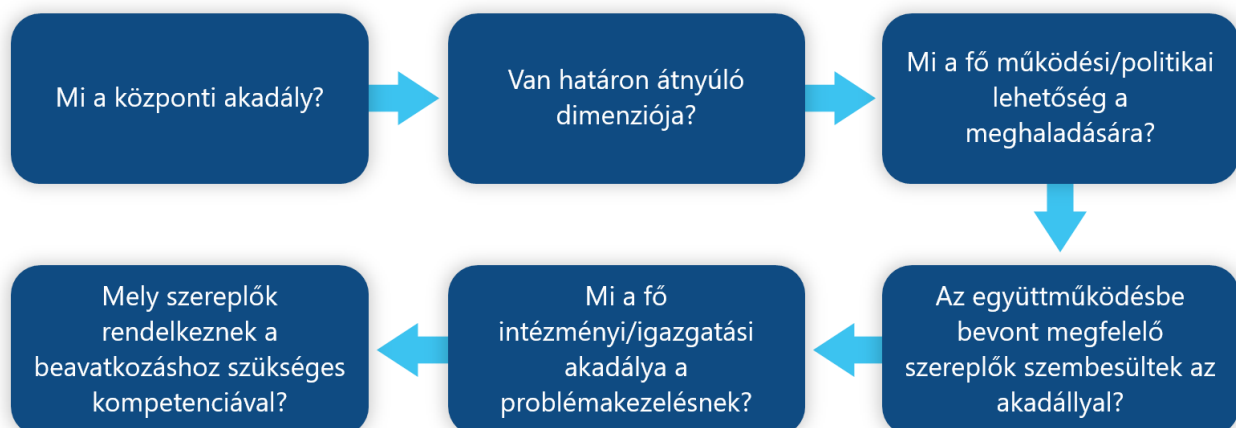 Mi a központi akadály?
Van határon átnyúló
dimenziója?
Mi a fő működési/politikai
lehetőség a
meghaladására?
Az együttműködésbe
bevont megfelelő
szereplők szembesültek az
akadállyal?
Mi a fő
intézményi/igazgatási
akadálya a
problémakezelésnek?
Mely szereplők
rendelkeznek a
beavatkozáshoz szükséges
kompetenciával?